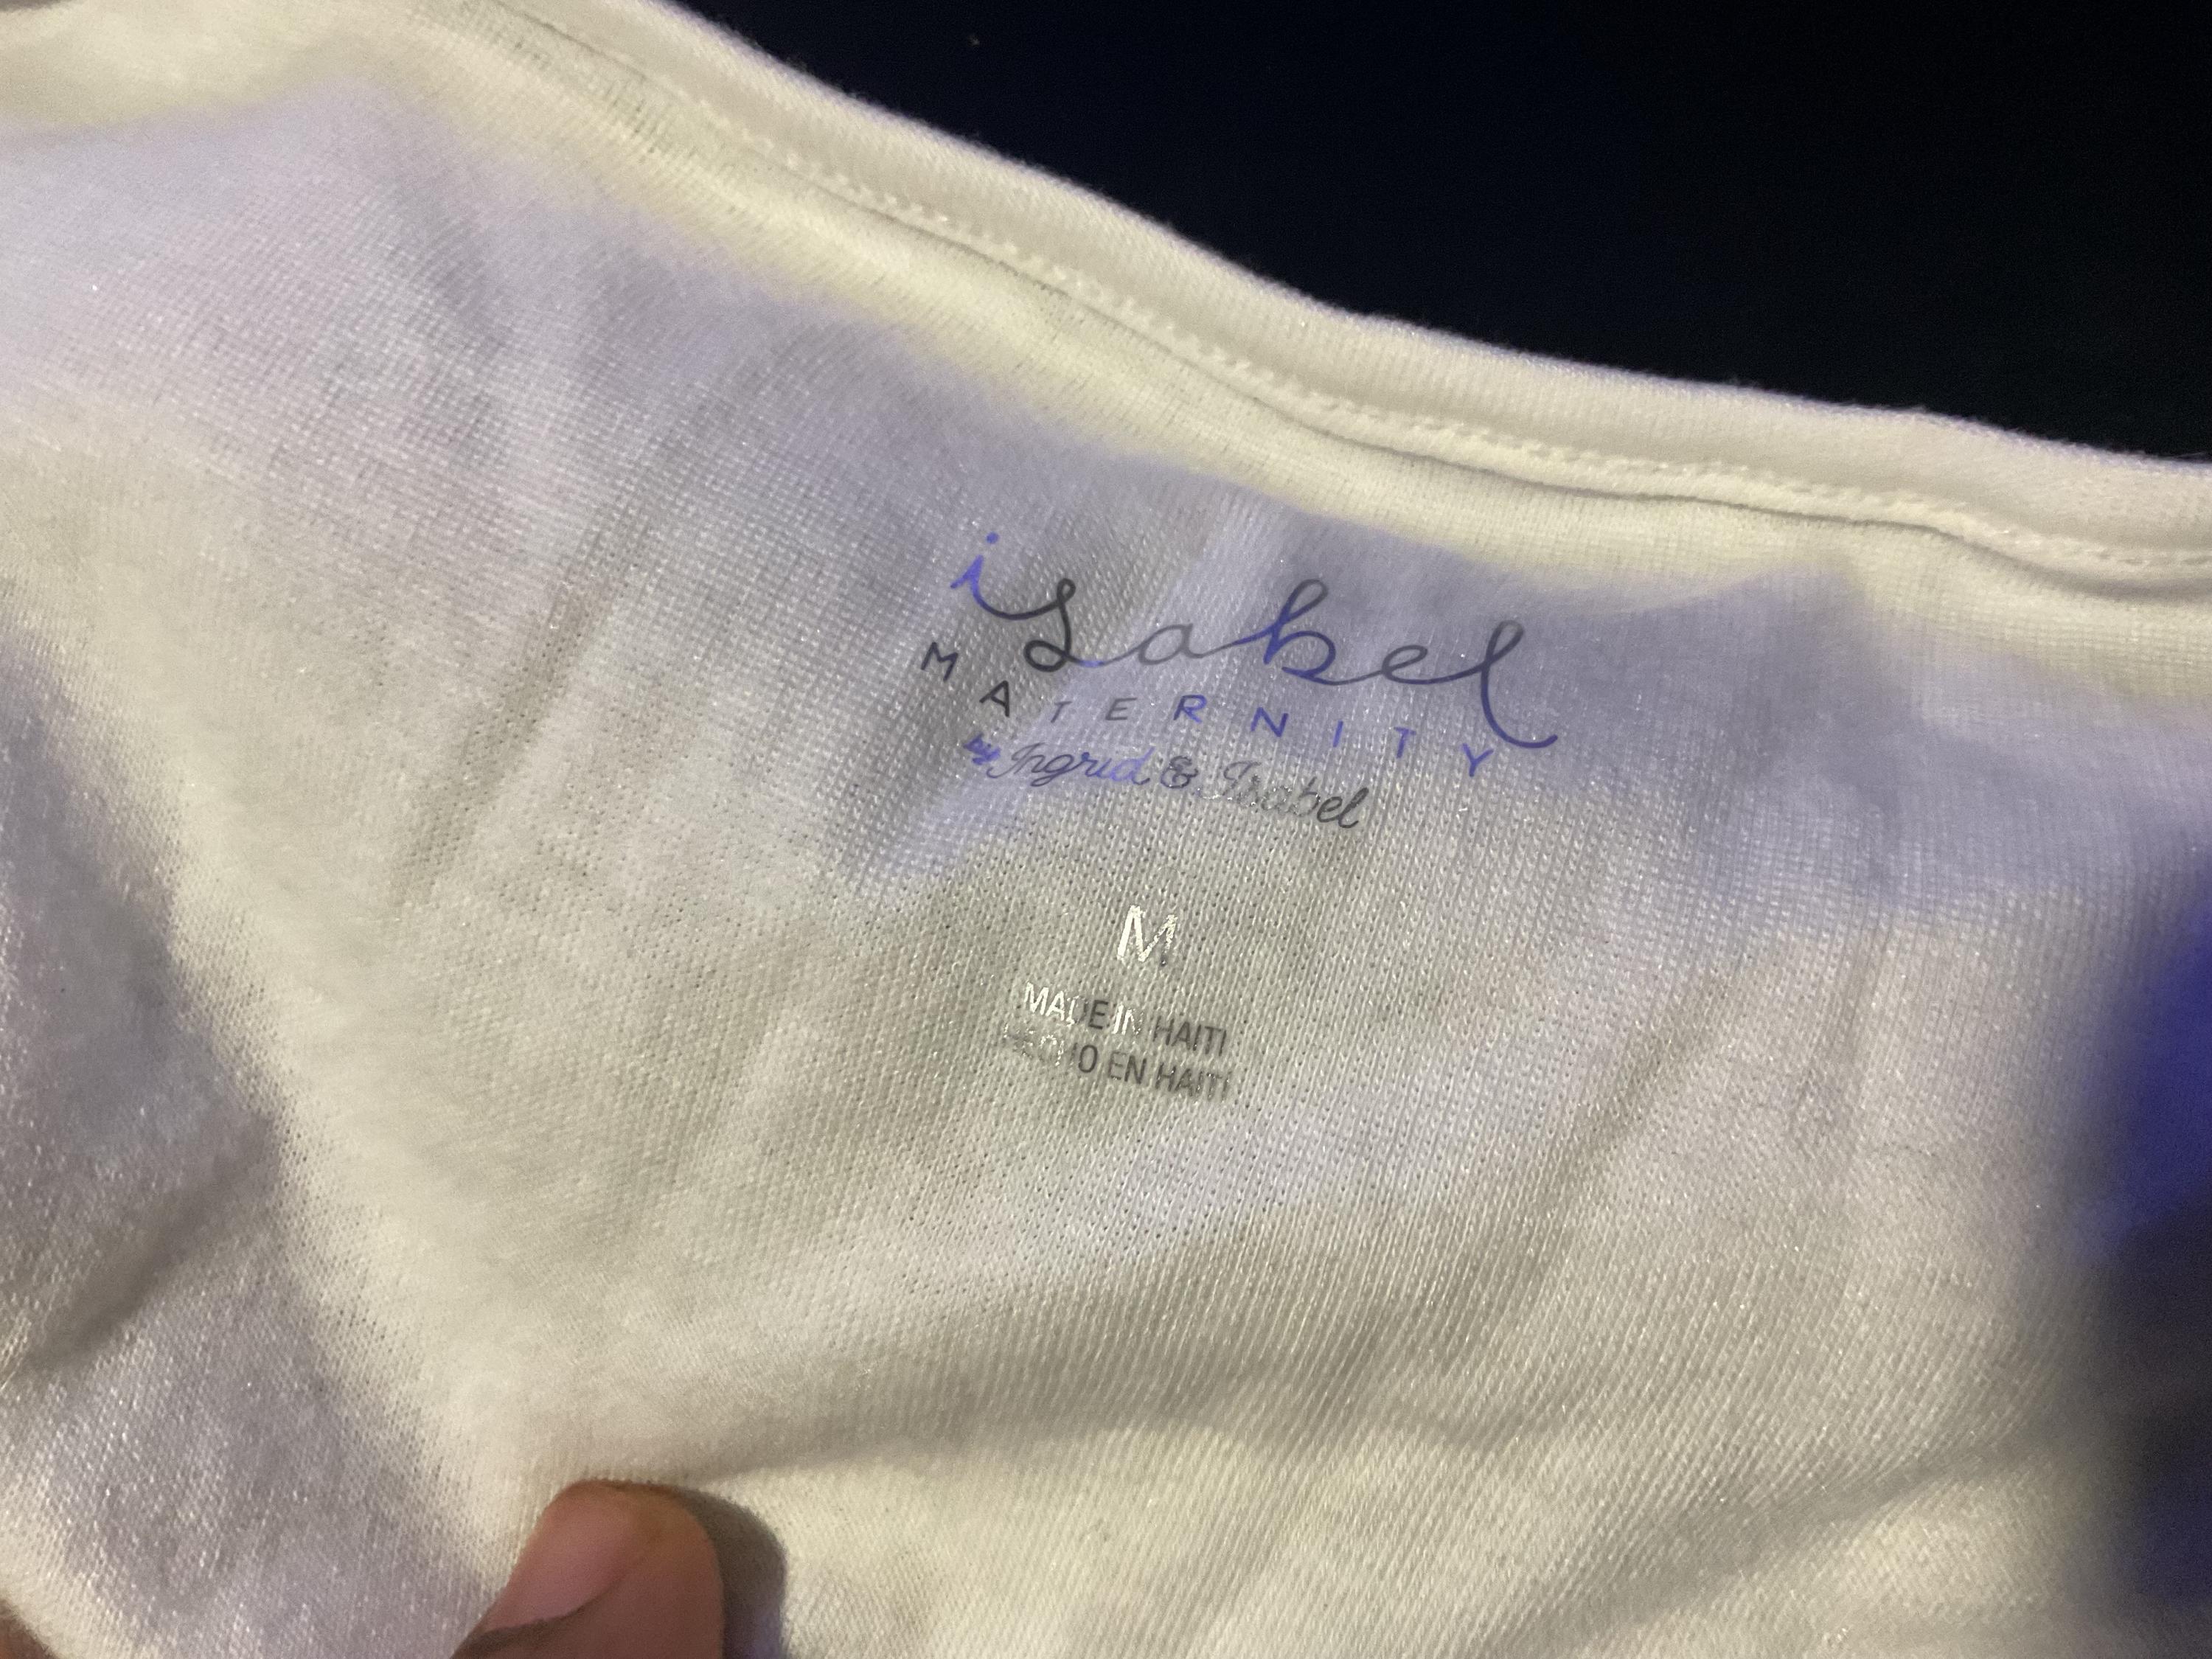 isabel
MATERNITY
by Ingrid & Isabel
M
MADE IN HAITI
HECHO EN HAITI